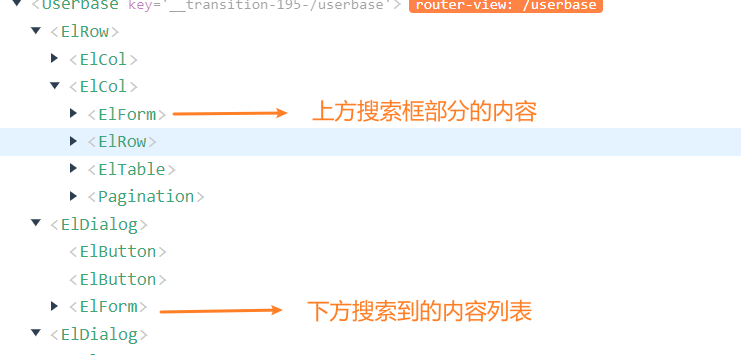 <Userbase key='__transition-195-/userbase'> router-view: /userbase
<ElRow>
<ElCol>
<ElCol>
<ElForm> 上方搜索框部分的内容
<ElRow>
<ElTable>
<Pagination>
<ElDialog>
<ElButton>
<ElButton>
<ElForm> 下方搜索到的内容列表
<ElDialog>